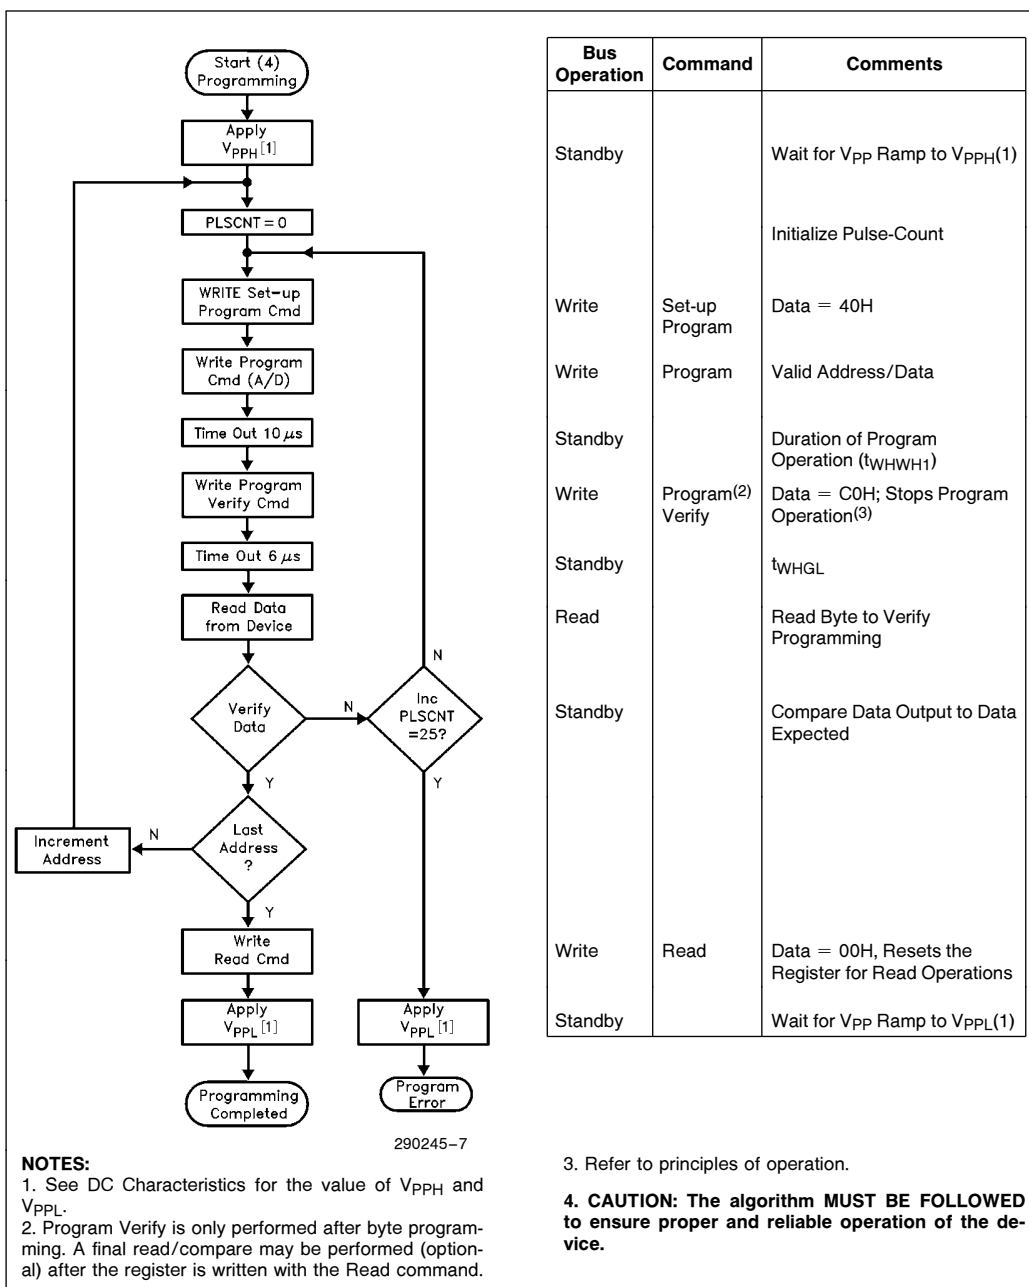 Start (4)
Programming
Apply
VPPH[1]
PLSCNT = 0
WRITE Set-up
Program Cmd
Write Program
Cmd (A/D)
Time Out 10 μs
Write Program
Verify Cmd
Time Out 6 μs
Read Data
from Device
Verify
Data
N
Y
Inc
PLSCNT
=25?
N
Y
Last
Address
?
N
Y
Increment
Address
Write
Read Cmd
Apply
VPPL[1]
Programming
Completed
Apply
VPPL[1]
Program
Error
290245-7
Bus
Operation
Command
Comments
Standby
Wait for VPP Ramp to VPPH(1)
Initialize Pulse-Count
Write
Set-up
Program
Data = 40H
Write
Program
Valid Address/Data
Standby
Duration of Program
Operation (tWHWH1)
Write
Program(2)
Verify
Data = C0H; Stops Program
Operation(3)
Standby
tWHGL
Read
Read Byte to Verify
Programming
Standby
Compare Data Output to Data
Expected
Write
Read
Data = 00H, Resets the
Register for Read Operations
Standby
Wait for VPP Ramp to VPPL(1)
NOTES:
1. See DC Characteristics for the value of VPPH and
VPPL.
2. Program Verify is only performed after byte program-
ming. A final read/compare may be performed (option-
al) after the register is written with the Read command.
3. Refer to principles of operation.
4. CAUTION: The algorithm MUST BE FOLLOWED
to ensure proper and reliable operation of the de-
vice.